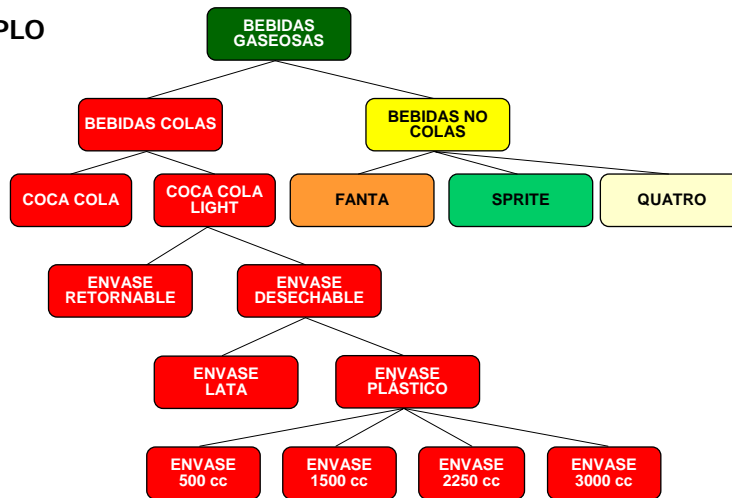 PLO
BEBIDAS
GASEOSAS
BEBIDAS COLAS
BEBIDAS NO
COLAS
COCA COLA
COCA COLA
LIGHT
FANTA
SPRITE
QUATRO
ENVASE
RETORNABLE
ENVASE
DESECHABLE
ENVASE
LATA
ENVASE
PLÁSTICO
ENVASE
500 cc
ENVASE
1500 cc
ENVASE
2250 cc
ENVASE
3000 cc